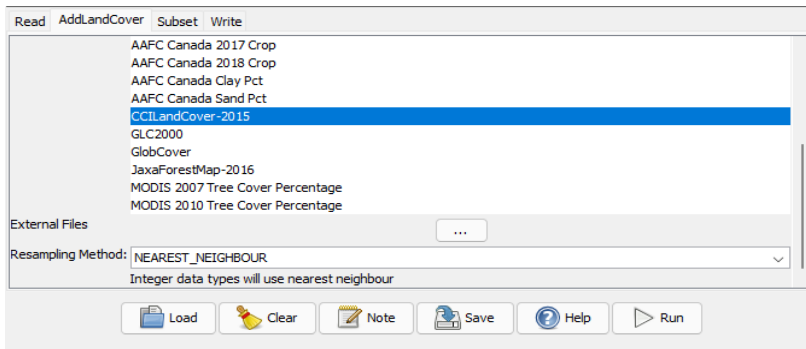 Read AddLandCover Subset Write
AAFC Canada 2017 Crop
AAFC Canada 2018 Crop
AAFC Canada Clay Pct
AAFC Canada Sand Pct
CCILandCover-2015
GLC2000
GlobCover
JaxaForestMap-2016
MODIS 2007 Tree Cover Percentage
MODIS 2010 Tree Cover Percentage
External Files ...
Resampling Method: NEAREST_NEIGHBOUR
Integer data types will use nearest neighbour
Load Clear Note Save Help Run